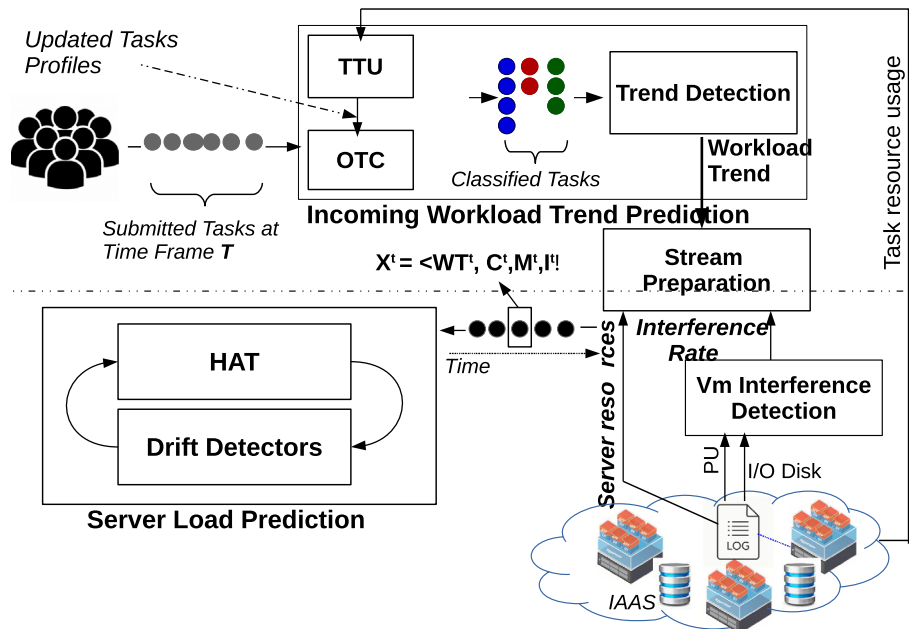 Updated Tasks
Profiles
TTU
OTC
Trend Detection
Classified Tasks
Workload
Trend
Incoming Workload Trend Prediction
Submitted Tasks at
Time Frame T
Task resource usage
Stream
Preparation
Xᵗ = <WTᵗ, Cᵗ,Mᵗ,Iᵗ!
Time
Server reso rces
Interference
Rate
HAT
Drift Detectors
Server Load Prediction
Vm Interference
Detection
PU
I/O Disk
LOG
IAAS